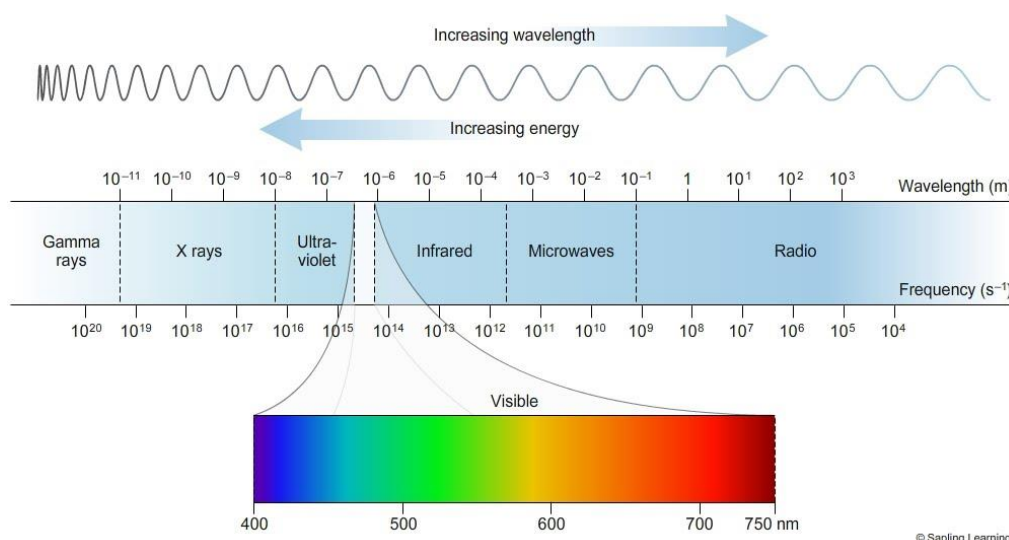 Increasing wavelength
Increasing energy
10⁻¹¹ 10⁻¹⁰ 10⁻⁹ 10⁻⁸ 10⁻⁷ 10⁻⁶ 10⁻⁵ 10⁻⁴ 10⁻³ 10⁻² 10⁻¹ 1 10¹ 10² 10³ Wavelength (m)
Gamma
rays
X rays
Ultra-
violet
Infrared
Microwaves
Radio
Frequency (s⁻¹)
10²⁰ 10¹⁹ 10¹⁸ 10¹⁷ 10¹⁶ 10¹⁵ 10¹⁴ 10¹³ 10¹² 10¹¹ 10¹⁰ 10⁹ 10⁸ 10⁷ 10⁶ 10⁵ 10⁴
Visible
400 500 600 700 750 nm
© Sapling Learning